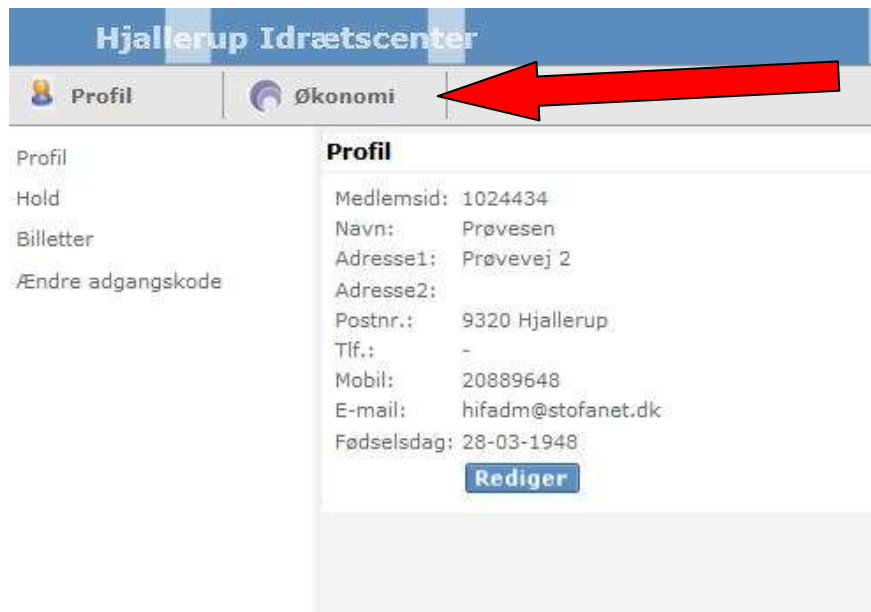 Hjallerup Idrætscenter
Profil Økonomi
Profil
Hold
Billetter
Ændre adgangskode
Profil
Medlemsid: 1024434
Navn: Prøvesen
Adresse1: Prøvevej 2
Adresse2:
Postnr.: 9320 Hjallerup
Tlf.: -
Mobil: 20889648
E-mail: hifadm@stofanet.dk
Fødselsdag: 28-03-1948
Rediger